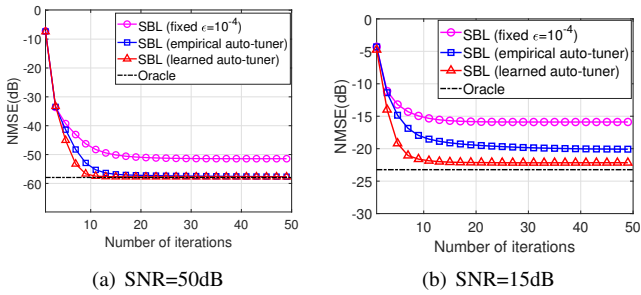 0
-10
-20
-30
-40
-50
-60
NMSE(dB)
10
20
30
40
50
Number of iterations
SBL (fixed ϵ=10⁻⁴)
SBL (empirical auto-tuner)
SBL (learned auto-tuner)
Oracle
(a) SNR=50dB
0
-5
-10
-15
-20
-25
-30
NMSE(dB)
0
10
20
30
40
50
Number of iterations
SBL (fixed ϵ=10⁻⁴)
SBL (empirical auto-tuner)
SBL (learned auto-tuner)
Oracle
(b) SNR=15dB